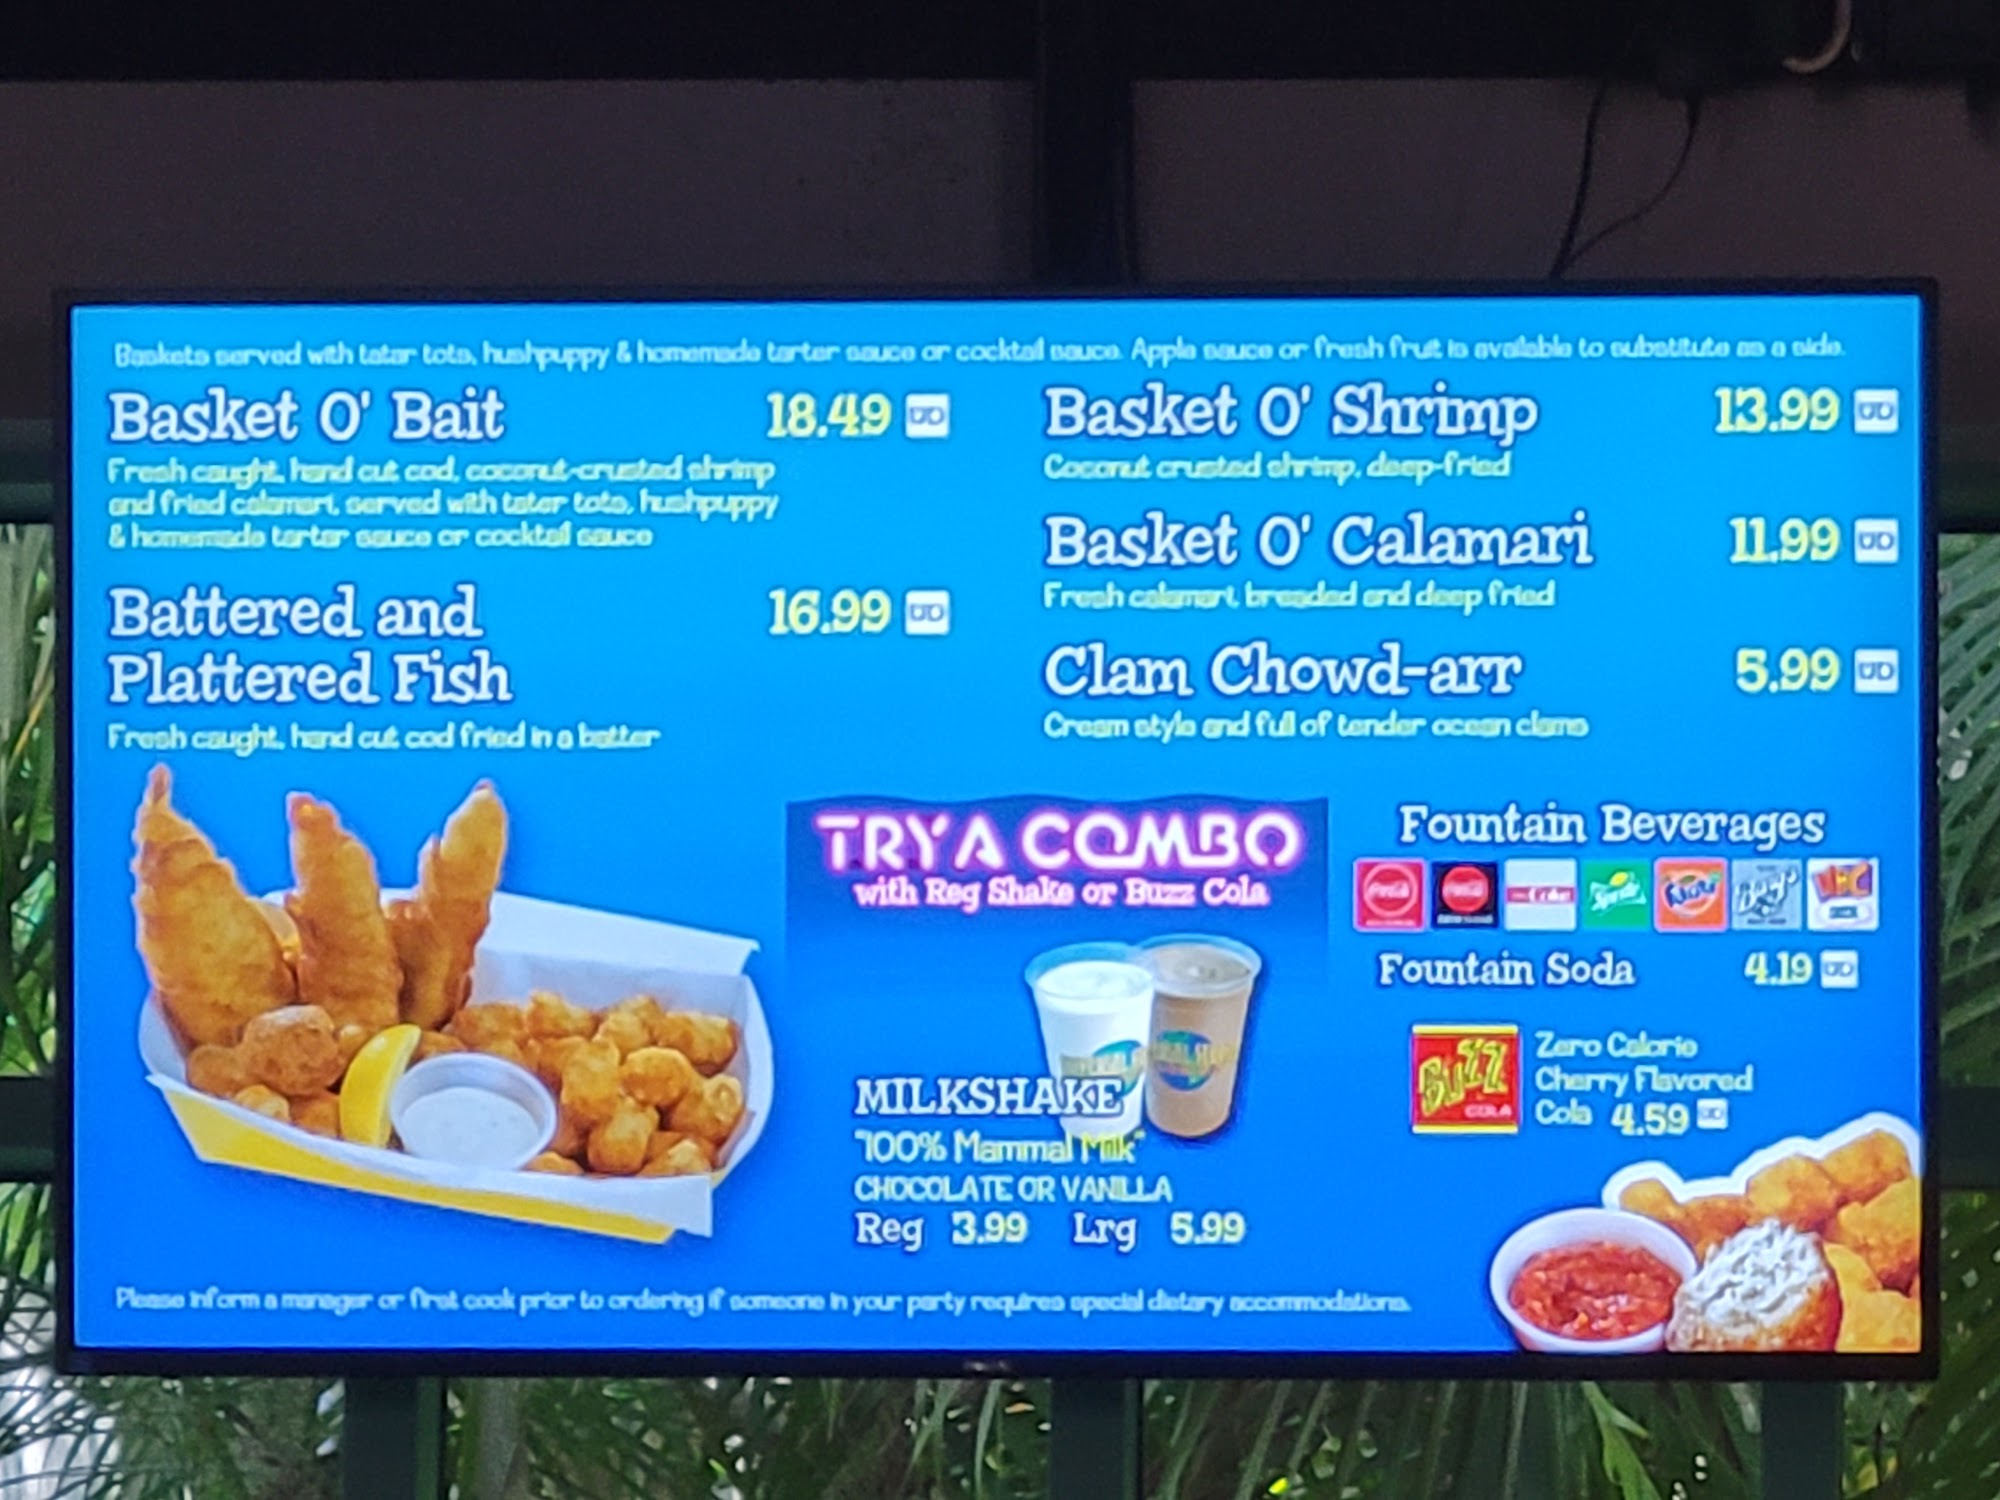 Baskets served with tater tots, hushpuppy & homemade tarter sauce or cocktail sauce. Apple sauce or fresh fruit is available to substitute as a side.
Basket O' Bait 18.49
Fresh caught, hand cut cod, coconut-crusted shrimp
and fried calamari, served with tater tots, hushpuppy
& homemade tartar sauce or cocktail sauce
Battered and 16.99
Plattered Fish
Fresh caught, hand cut cod fried in a batter
Basket O' Shrimp 13.99
Coconut crusted shrimp, deep-fried
Basket O' Calamari 11.99
Fresh calamari, breaded and deep fried
Clam Chowd-arr 5.99
Cream style and full of tender ocean clams
TRY A COMBO
with Reg Shake or Buzz Cola
MILKSHAKE
"100% Mammal Milk"
CHOCOLATE OR VANILLA
Reg 3.99 Lrg 5.99
Fountain Beverages
Coke
Sprite
Fanta
Fountain Soda 4.19
BUZZ
COLA
Zero Calorie
Cherry Flavored
Cola 4.59
Please inform a manager or first cook prior to ordering if someone in your party requires special dietary accommodations.